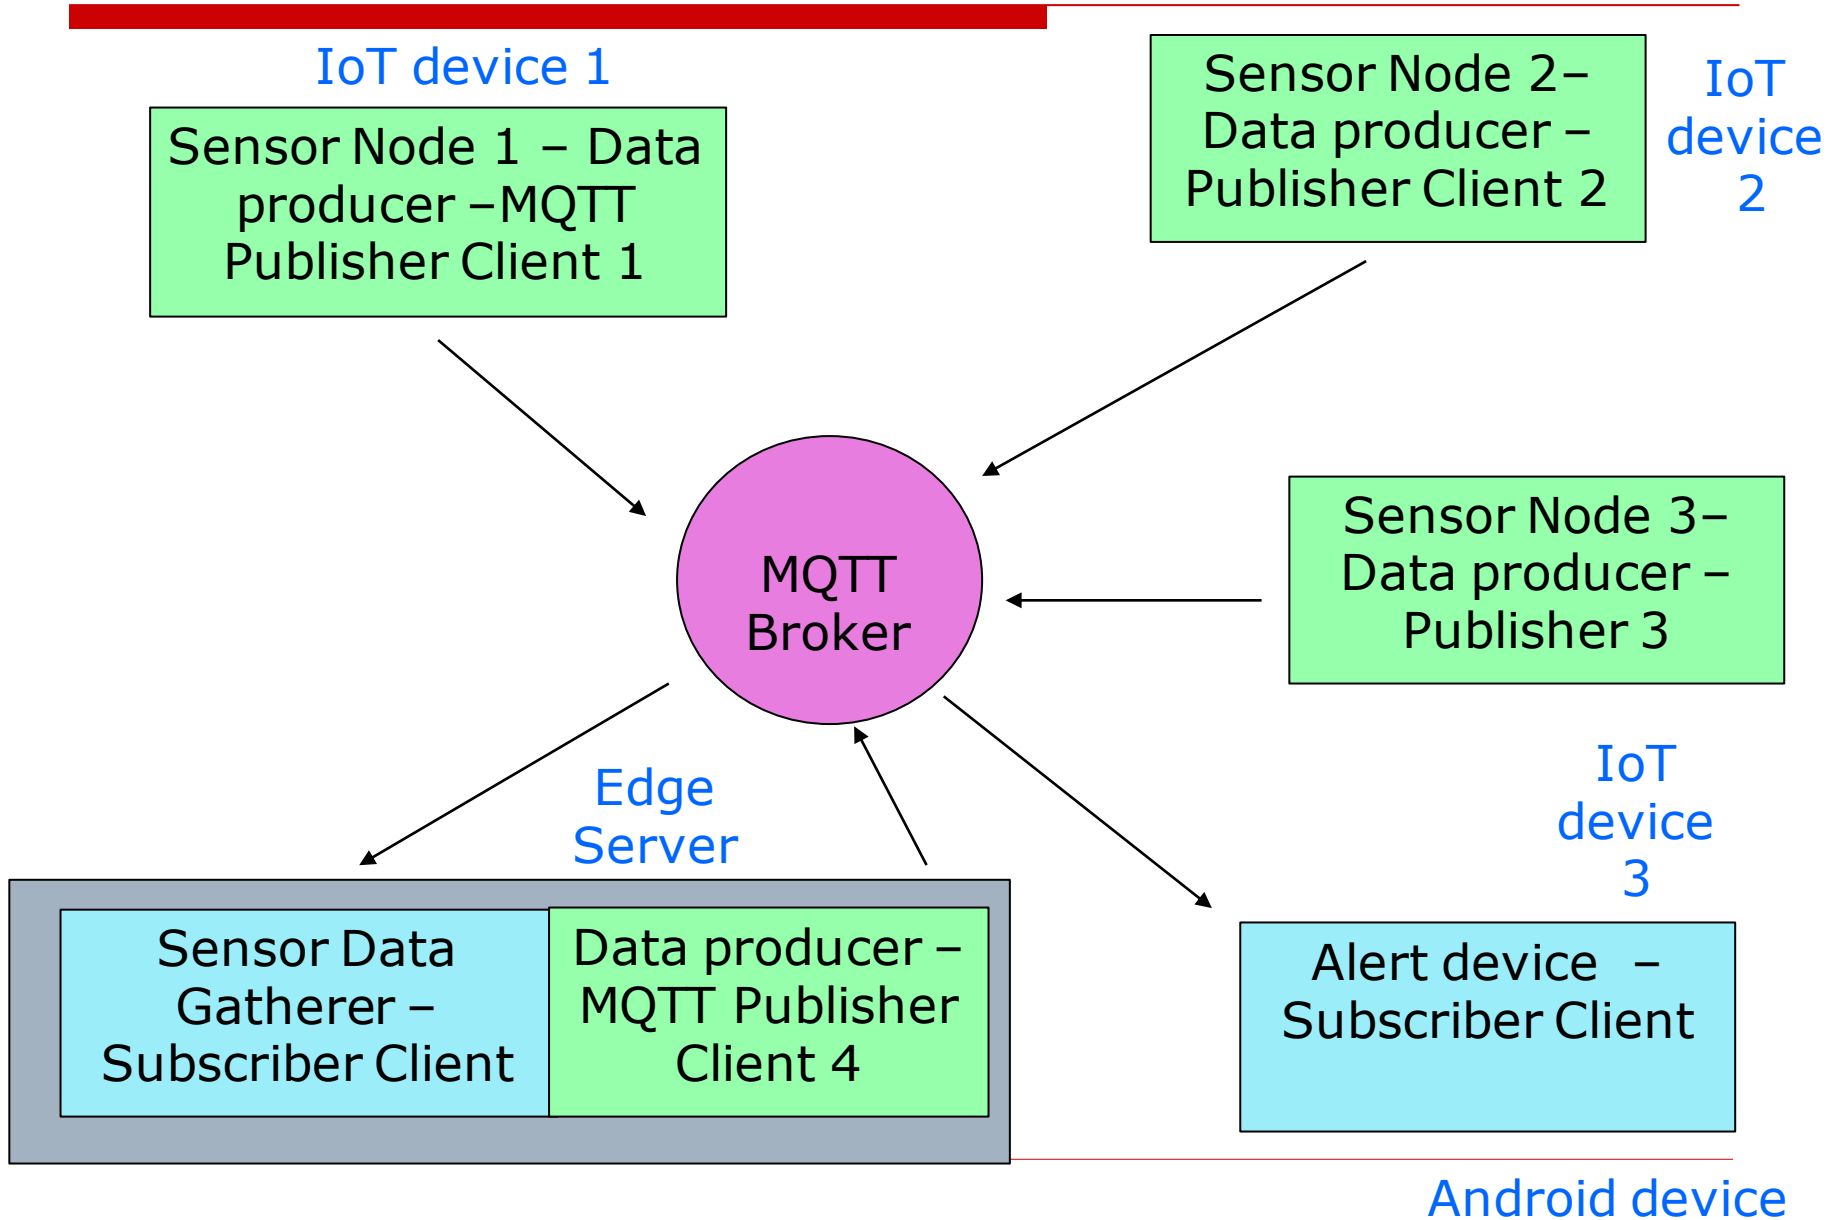 IoT device 1
Sensor Node 1 – Data
producer –MQTT
Publisher Client 1
Sensor Node 2–
Data producer –
Publisher Client 2
IoT
device
2
MQTT
Broker
Sensor Node 3–
Data producer –
Publisher 3
IoT
device
3
Edge
Server
Sensor Data
Gatherer –
Subscriber Client
Data producer –
MQTT Publisher
Client 4
Alert device –
Subscriber Client
Android device